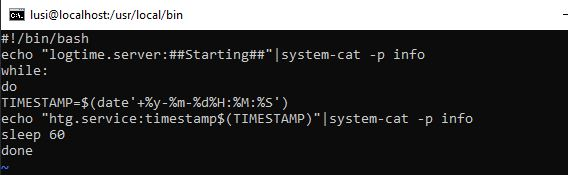 lusi@localhost:/usr/local/bin
#!/bin/bash
echo "logtime.server:##Starting##"|system-cat -p info
while:
do
TIMESTAMP=$(date'+%y-%m-%d%H:%M:%S')
echo "htg.service:timestamp$(TIMESTAMP)"|system-cat -p info
sleep 60
done
~